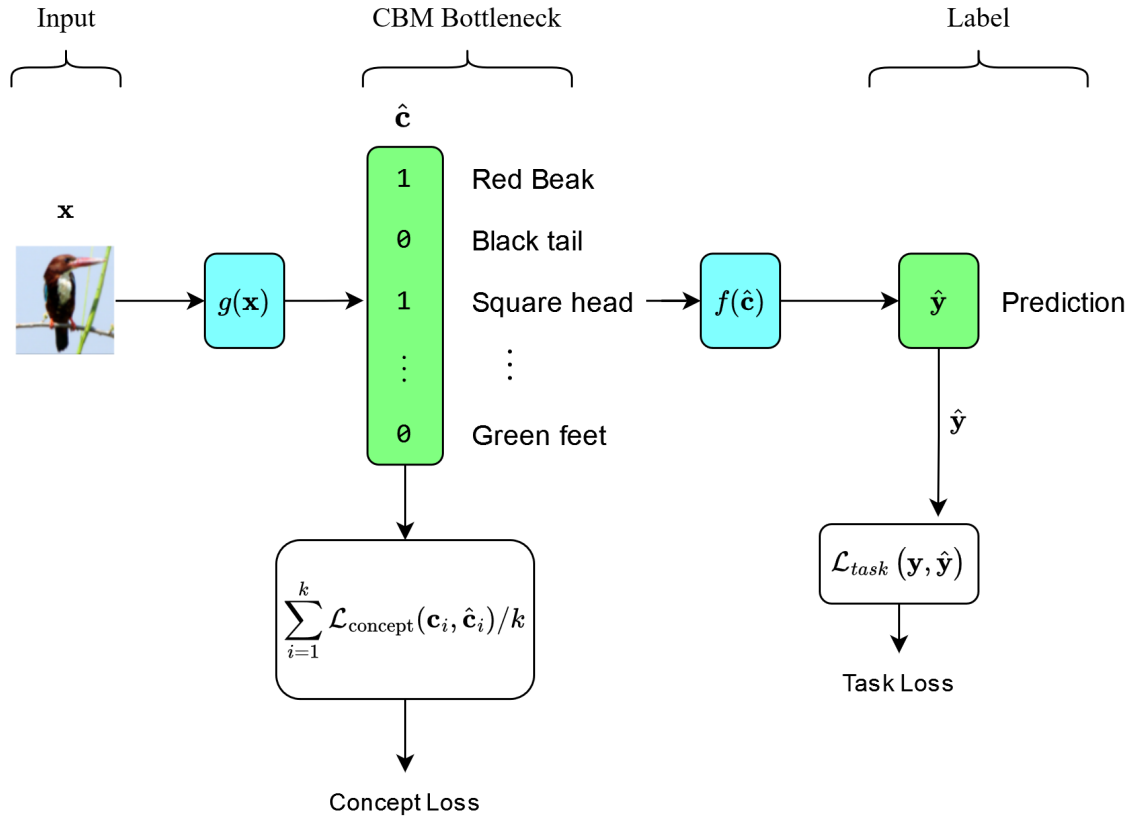 Input
CBM Bottleneck
Label
ĉ
x
1 Red Beak
0 Black tail
g(x)
1 Square head
f(ĉ)
ŷ
Prediction
⋮ ⋮
0 Green feet
ŷ
∑_{i=1}^{k} ℒ_concept(c_i, ĉ_i)/k
ℒ_task (y, ŷ)
Task Loss
Concept Loss